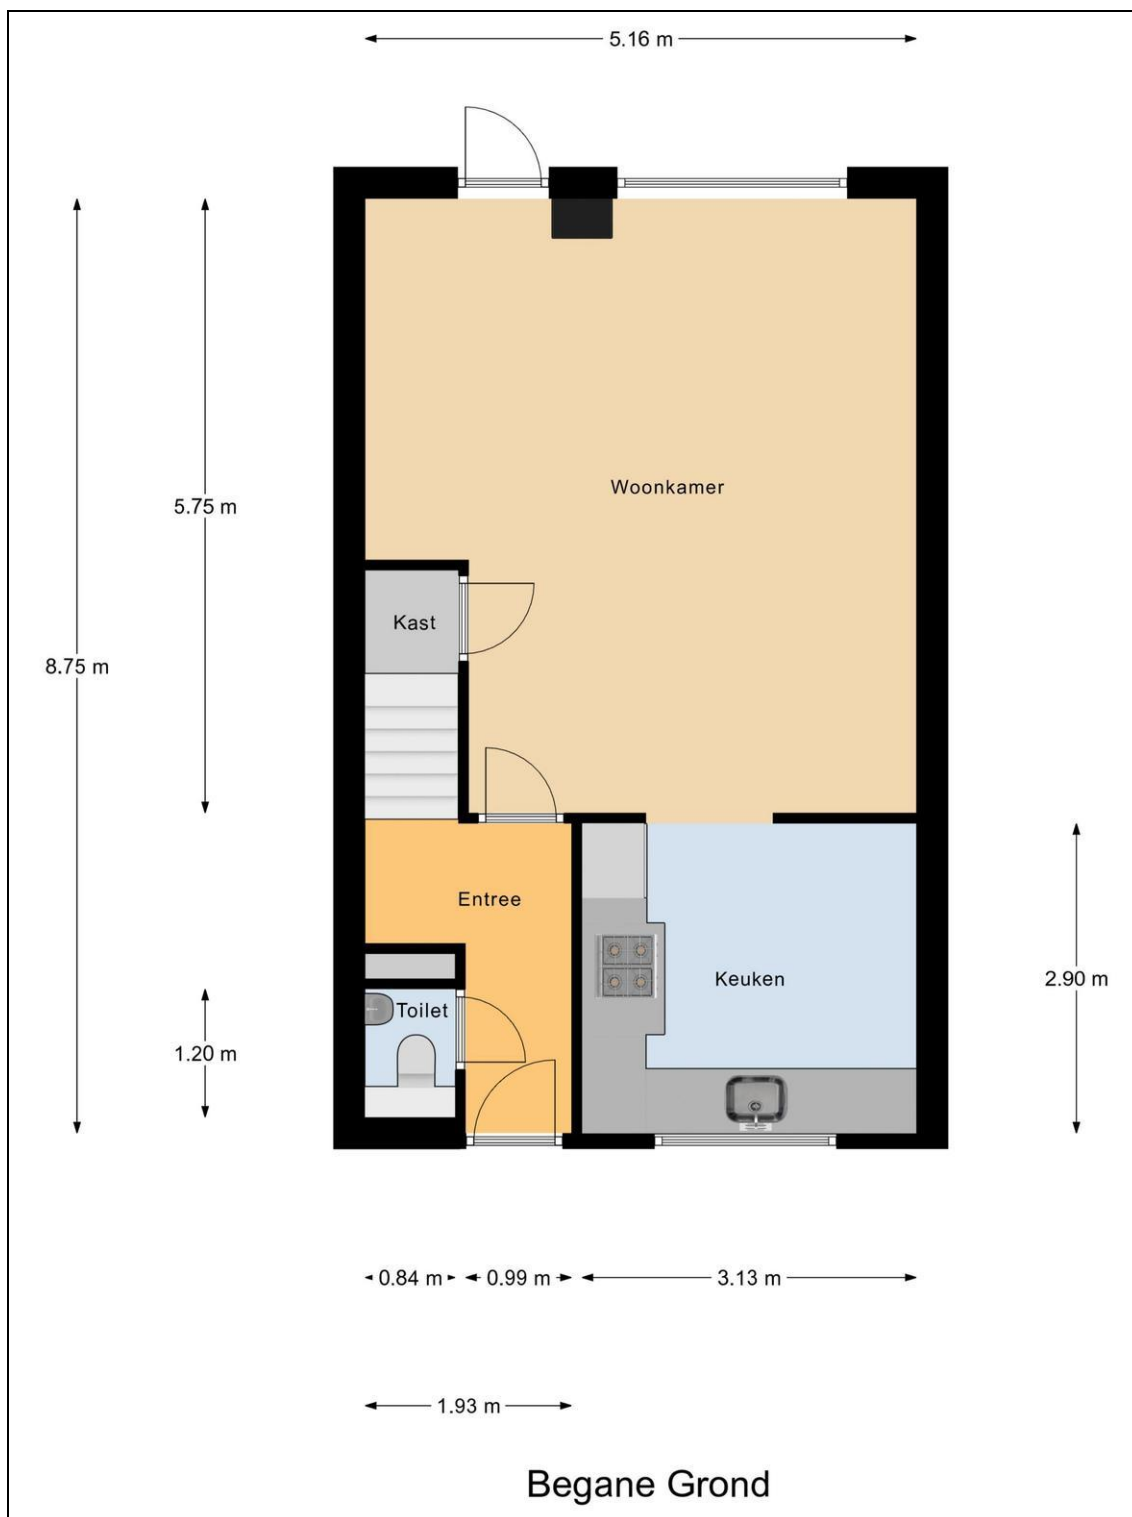 5.16 m
Woonkamer
5.75 m
Kast
8.75 m
Entree
Keuken
2.90 m
Toilet
1.20 m
0.84 m
0.99 m
3.13 m
1.93 m
Begane Grond